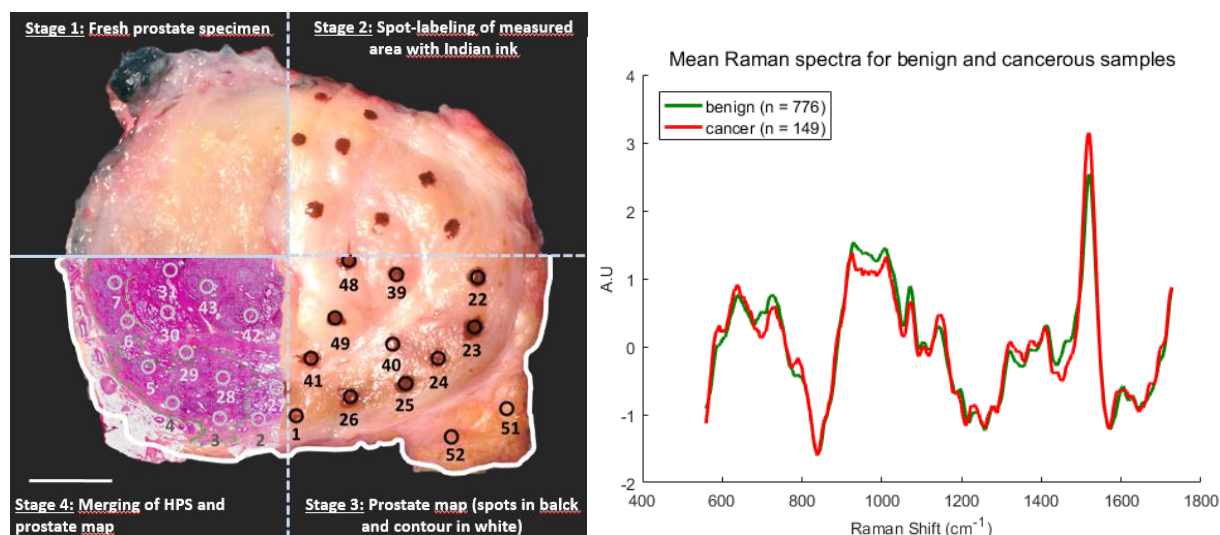 Stage 1: Fresh prostate specimen
Stage 2: Spot-labeling of measured
area with Indian ink
48
39
22
7
31
43
6
30
42
49
40
23
5
29
41
24
28
27
25
26
4
3
2
1
51
52
Stage 4: Merging of HPS and
prostate map
Stage 3: Prostate map (spots in balck
and contour in white)
Mean Raman spectra for benign and cancerous samples
benign (n = 776)
cancer (n = 149)
A.U
4
3
2
1
0
-1
-2
400 600 800 1000 1200 1400 1600 1800
Raman Shift (cm⁻¹)